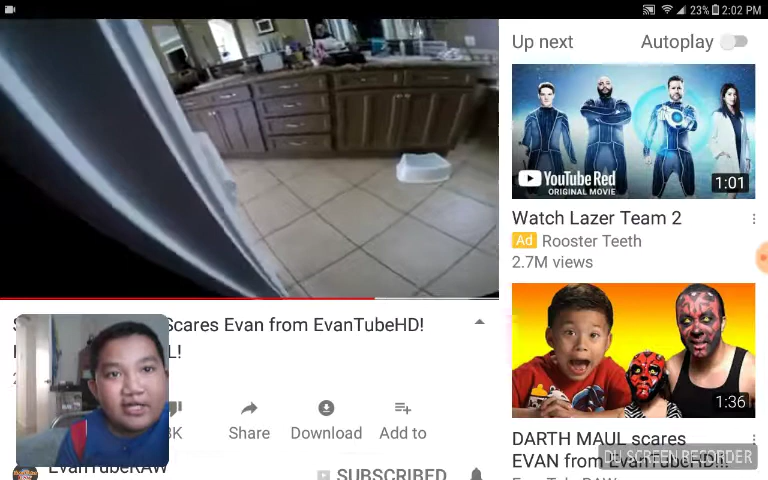 23% 2:02 PM
Up next Autoplay
YouTube Red
ORIGINAL MOVIE
1:01
Watch Lazer Team 2
Ad Rooster Teeth
2.7M views
Scares Evan from EvanTubeHD!
L!
Share Download Add to
EvanTubeRAW
SUBSCRIBED
1:36
DARTH MAUL scares
EVAN from EvanTubeHD!!
DU SCREEN RECORDER